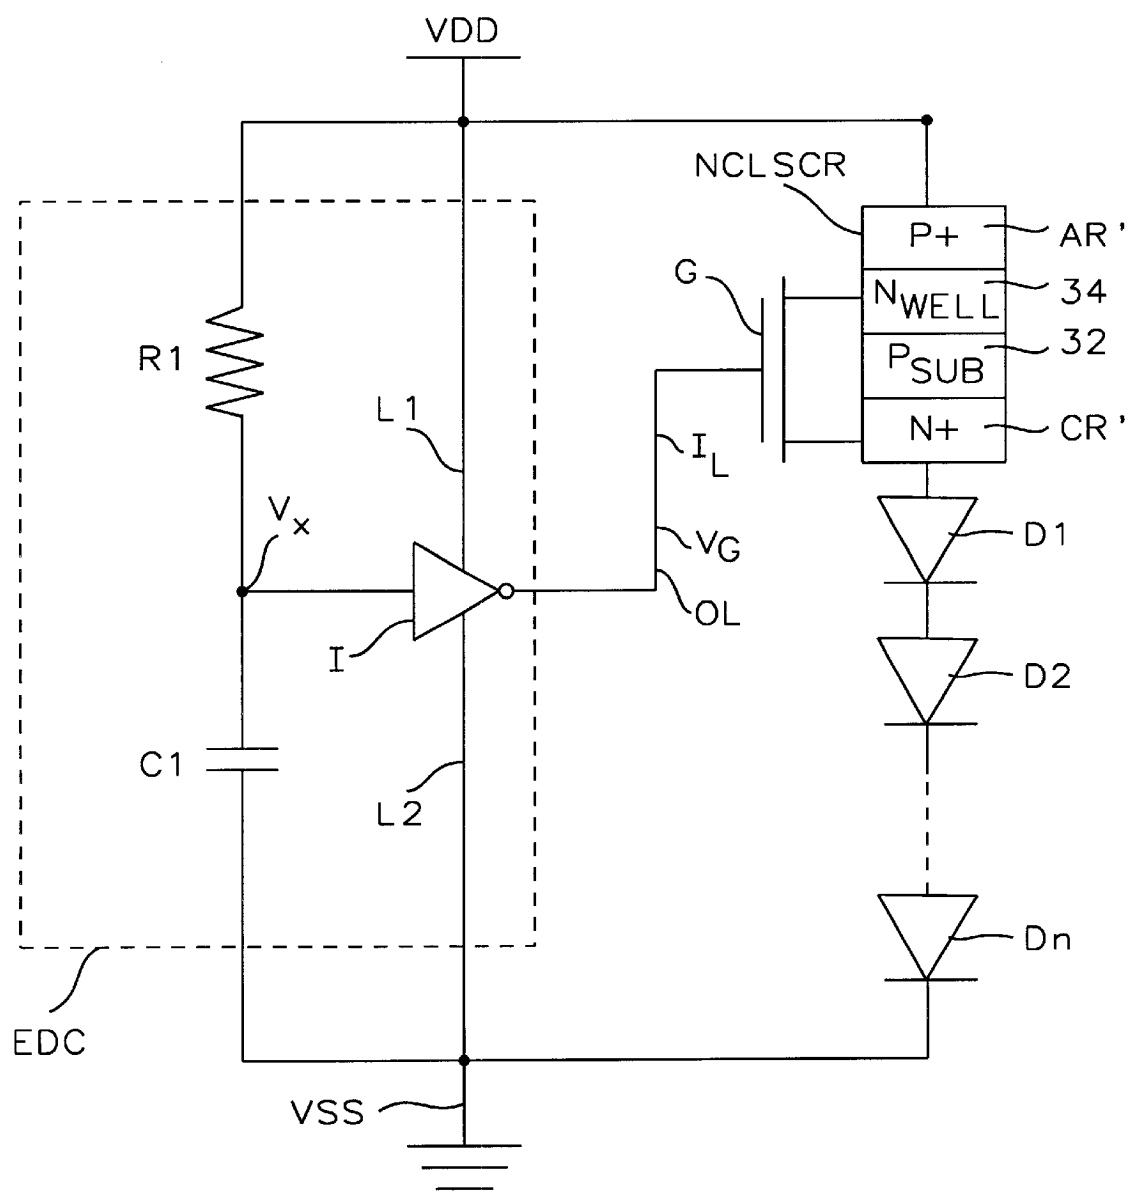 VDD
NCLSCR
P+
AR'
G
NWELL
34
R1
PSUB
32
L1
N+
CR'
IL
Vx
VG
D1
OL
I
D2
C1
L2
Dn
EDC
VSS